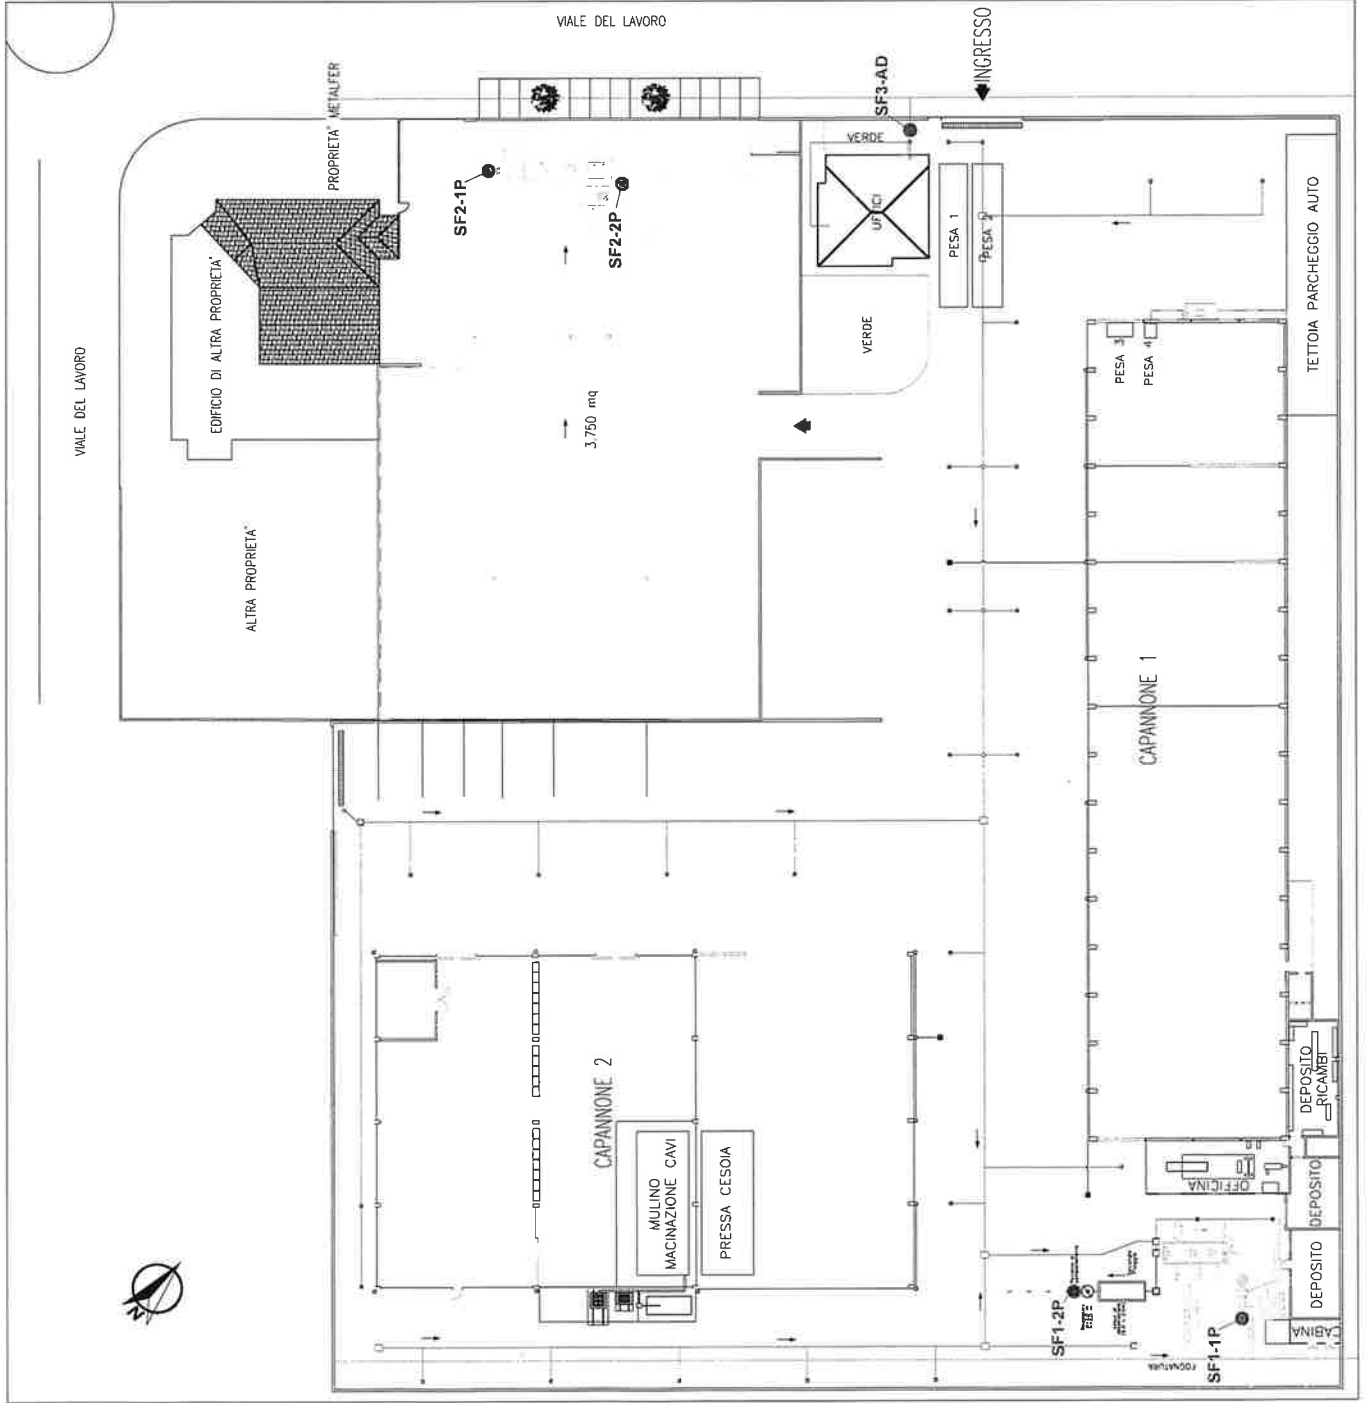 VIALE DEL LAVORO
VIALE DEL LAVORO
PROPRIETA' METALFER
EDIFICIO DI ALTRA PROPRIETA'
ALTRA PROPRIETA'
SF2-1P
SF2-2P
3.750 mq
SF3-AD
INGRESSO
VERDE
UFFICI
VERDE
PESA 1
PESA 2
PESA 3
PESA 4
TETTOIA PARCHEGGIO AUTO
CAPANNONE 1
CAPANNONE 2
MULINO
MACINAZIONE CAVI
PRESSA CESOIA
DEPOSITO
RICAMBI
OFFICINA
DEPOSITO
DEPOSITO
CABINA
SF1-2P
SF1-1P
FOGNATURA
N